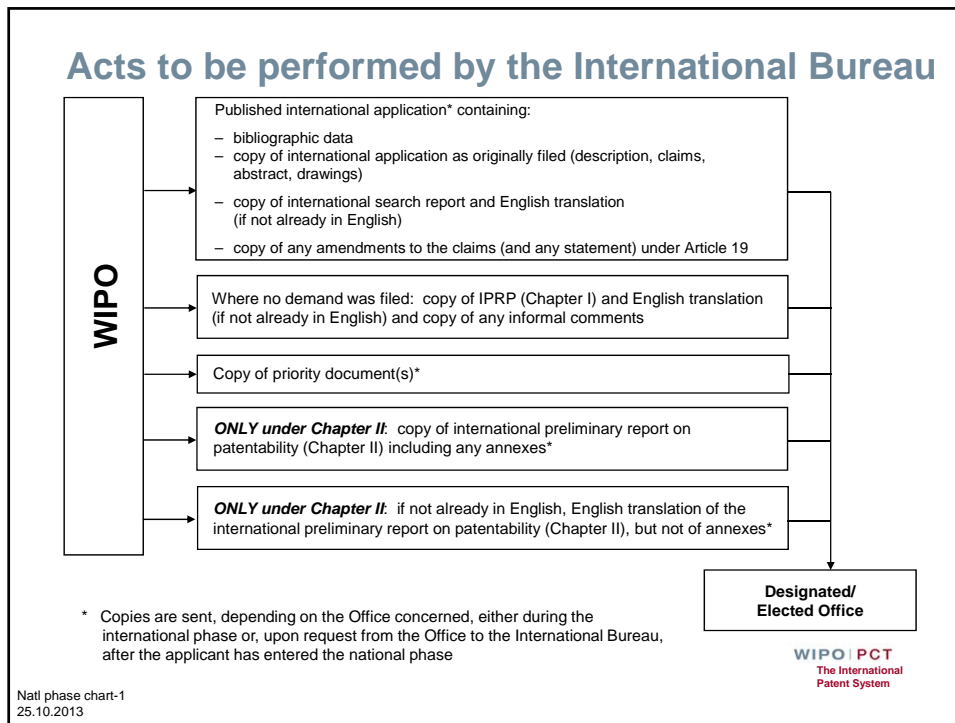 Acts to be performed by the International Bureau
WIPO
Published international application* containing:
– bibliographic data
– copy of international application as originally filed (description, claims,
abstract, drawings)
– copy of international search report and English translation
(if not already in English)
– copy of any amendments to the claims (and any statement) under Article 19
Where no demand was filed: copy of IPRP (Chapter I) and English translation
(if not already in English) and copy of any informal comments
Copy of priority document(s)*
ONLY under Chapter II: copy of international preliminary report on
patentability (Chapter II) including any annexes*
ONLY under Chapter II: if not already in English, English translation of the
international preliminary report on patentability (Chapter II), but not of annexes*
Designated/
Elected Office
* Copies are sent, depending on the Office concerned, either during the
international phase or, upon request from the Office to the International Bureau,
after the applicant has entered the national phase
WIPO | PCT
The International
Patent System
Natl phase chart-1
25.10.2013